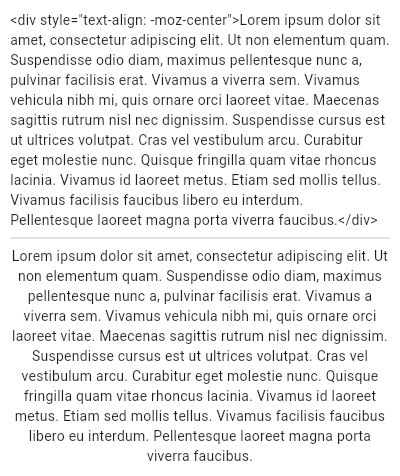 <div style="text-align: -moz-center">Lorem ipsum dolor sit
amet, consectetur adipiscing elit. Ut non elementum quam.
Suspendisse odio diam, maximus pellentesque nunc a,
pulvinar facilisis erat. Vivamus a viverra sem. Vivamus
vehicula nibh mi, quis ornare orci laoreet vitae. Maecenas
sagittis rutrum nisl nec dignissim. Suspendisse cursus est
ut ultrices volutpat. Cras vel vestibulum arcu. Curabitur
eget molestie nunc. Quisque fringilla quam vitae rhoncus
lacinia. Vivamus id laoreet metus. Etiam sed mollis tellus.
Vivamus facilisis faucibus libero eu interdum.
Pellentesque laoreet magna porta viverra faucibus.</div>
Lorem ipsum dolor sit amet, consectetur adipiscing elit. Ut
non elementum quam. Suspendisse odio diam, maximus
pellentesque nunc a, pulvinar facilisis erat. Vivamus a
viverra sem. Vivamus vehicula nibh mi, quis ornare orci
laoreet vitae. Maecenas sagittis rutrum nisl nec dignissim.
Suspendisse cursus est ut ultrices volutpat. Cras vel
vestibulum arcu. Curabitur eget molestie nunc. Quisque
fringilla quam vitae rhoncus lacinia. Vivamus id laoreet
metus. Etiam sed mollis tellus. Vivamus facilisis faucibus
libero eu interdum. Pellentesque laoreet magna porta
viverra faucibus.